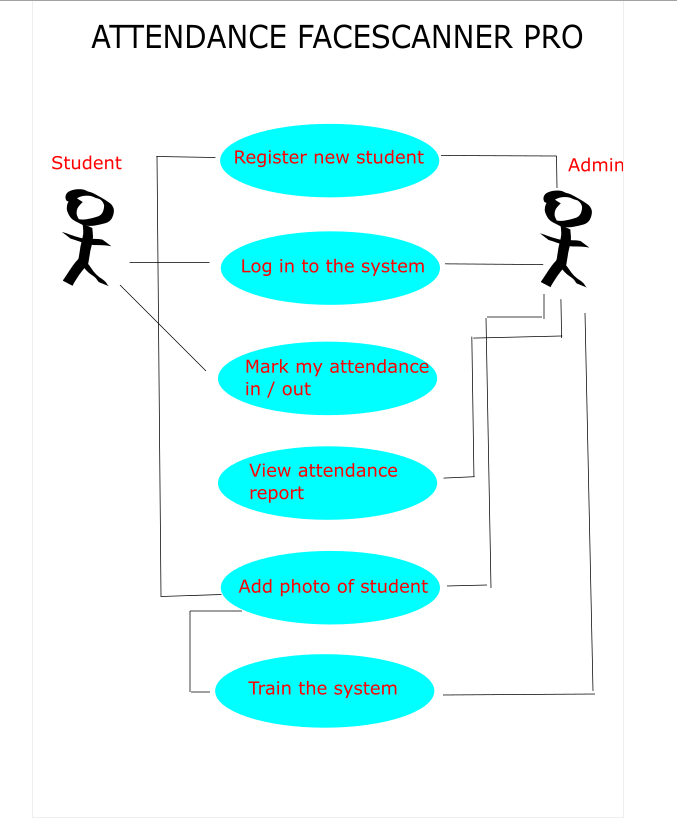 ATTENDANCE FACESCANNER PRO
Student
Admin
Register new student
Log in to the system
Mark my attendance
in / out
View attendance
report
Add photo of student
Train the system